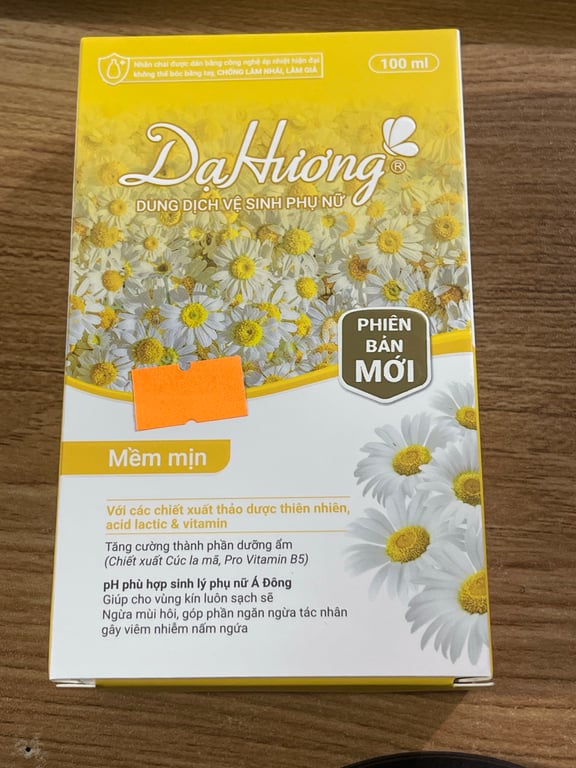 Nhãn chai được dán bằng công nghệ ép nhiệt hiện đại
không thể bóc bằng tay, CHỐNG LÀM NHÁI, LÀM GIẢ
100 ml
Dạ Hương ®
DUNG DỊCH VỆ SINH PHỤ NỮ
PHIÊN
BẢN
MỚI
Mềm mịn
Với các chiết xuất thảo dược thiên nhiên,
acid lactic & vitamin
Tăng cường thành phần dưỡng ẩm
(Chiết xuất Cúc la mã, Pro Vitamin B5)
pH phù hợp sinh lý phụ nữ Á Đông
Giúp cho vùng kín luôn sạch sẽ
Ngừa mùi hôi, góp phần ngăn ngừa tác nhân
gây viêm nhiễm nấm ngứa